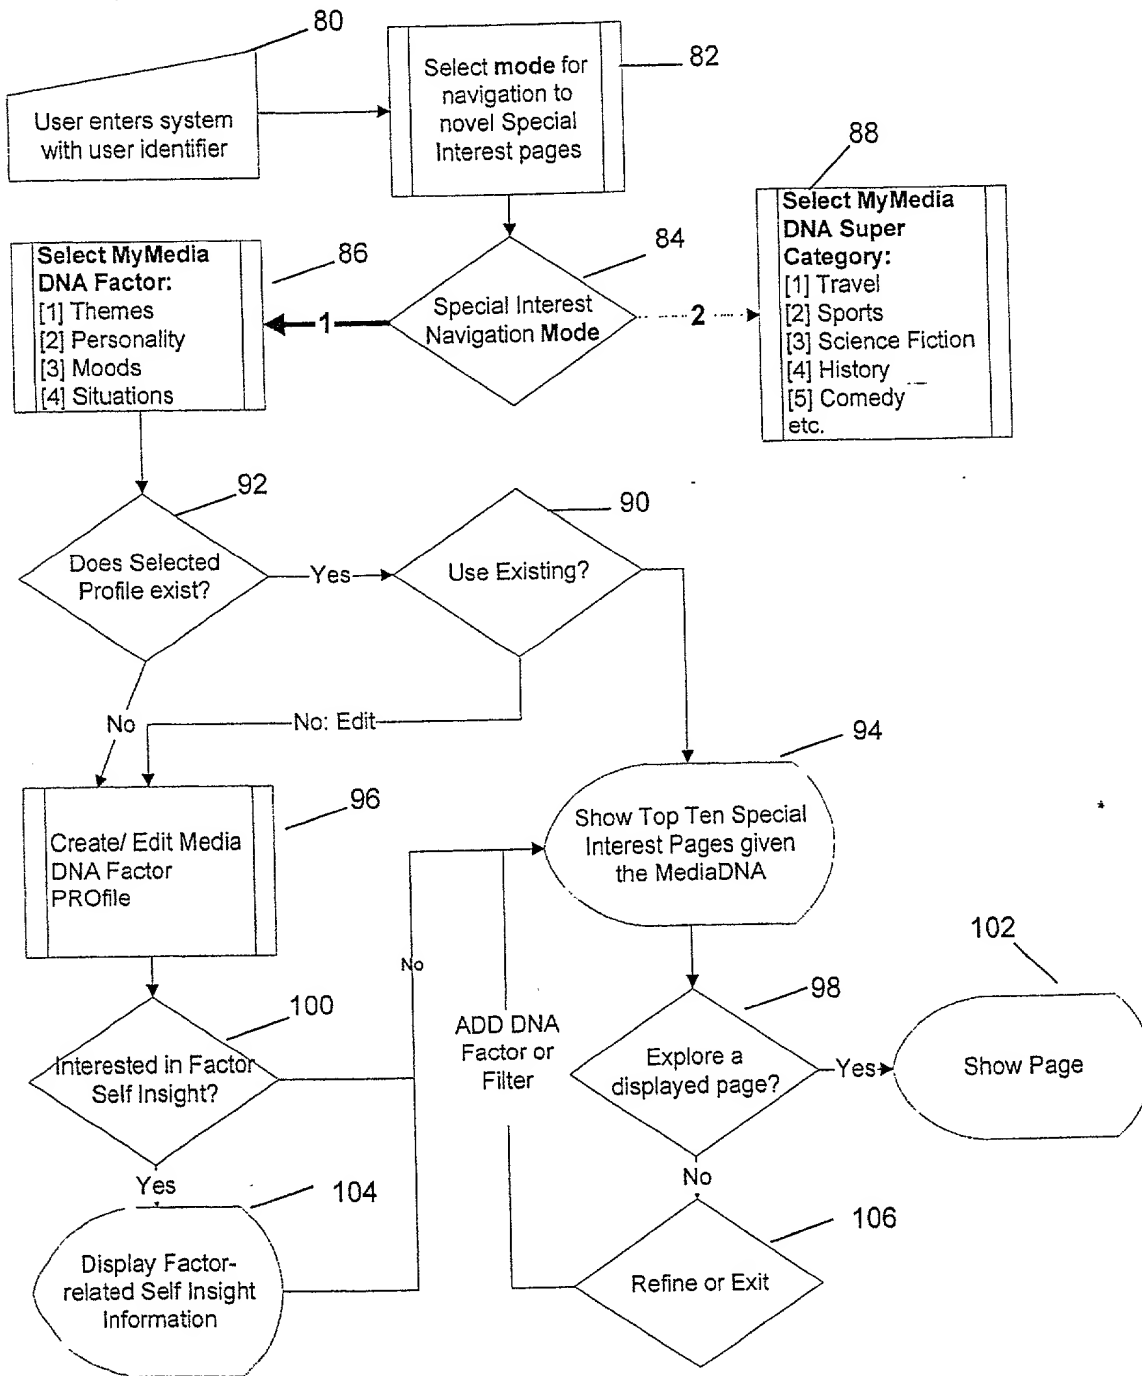 80
User enters system
with user identifier
Select mode for
navigation to
novel Special
Interest pages
82
88
Select MyMedia
DNA Super
Category:
[1] Travel
[2] Sports
[3] Science Fiction
[4] History
[5] Comedy
etc.
Select MyMedia
DNA Factor:
[1] Themes
[2] Personality
[3] Moods
[4] Situations
86
84
Special Interest
Navigation Mode
1
2
92
Does Selected
Profile exist?
Yes
90
Use Existing?
No
No: Edit
94
Show Top Ten Special
Interest Pages given
the MediaDNA
96
Create/ Edit Media
DNA Factor
PROfile
No
100
Interested in Factor
Self Insight?
ADD DNA
Factor or
Filter
98
Explore a
displayed page?
Yes
102
Show Page
Yes
104
Display Factor-
related Self Insight
Information
No
106
Refine or Exit